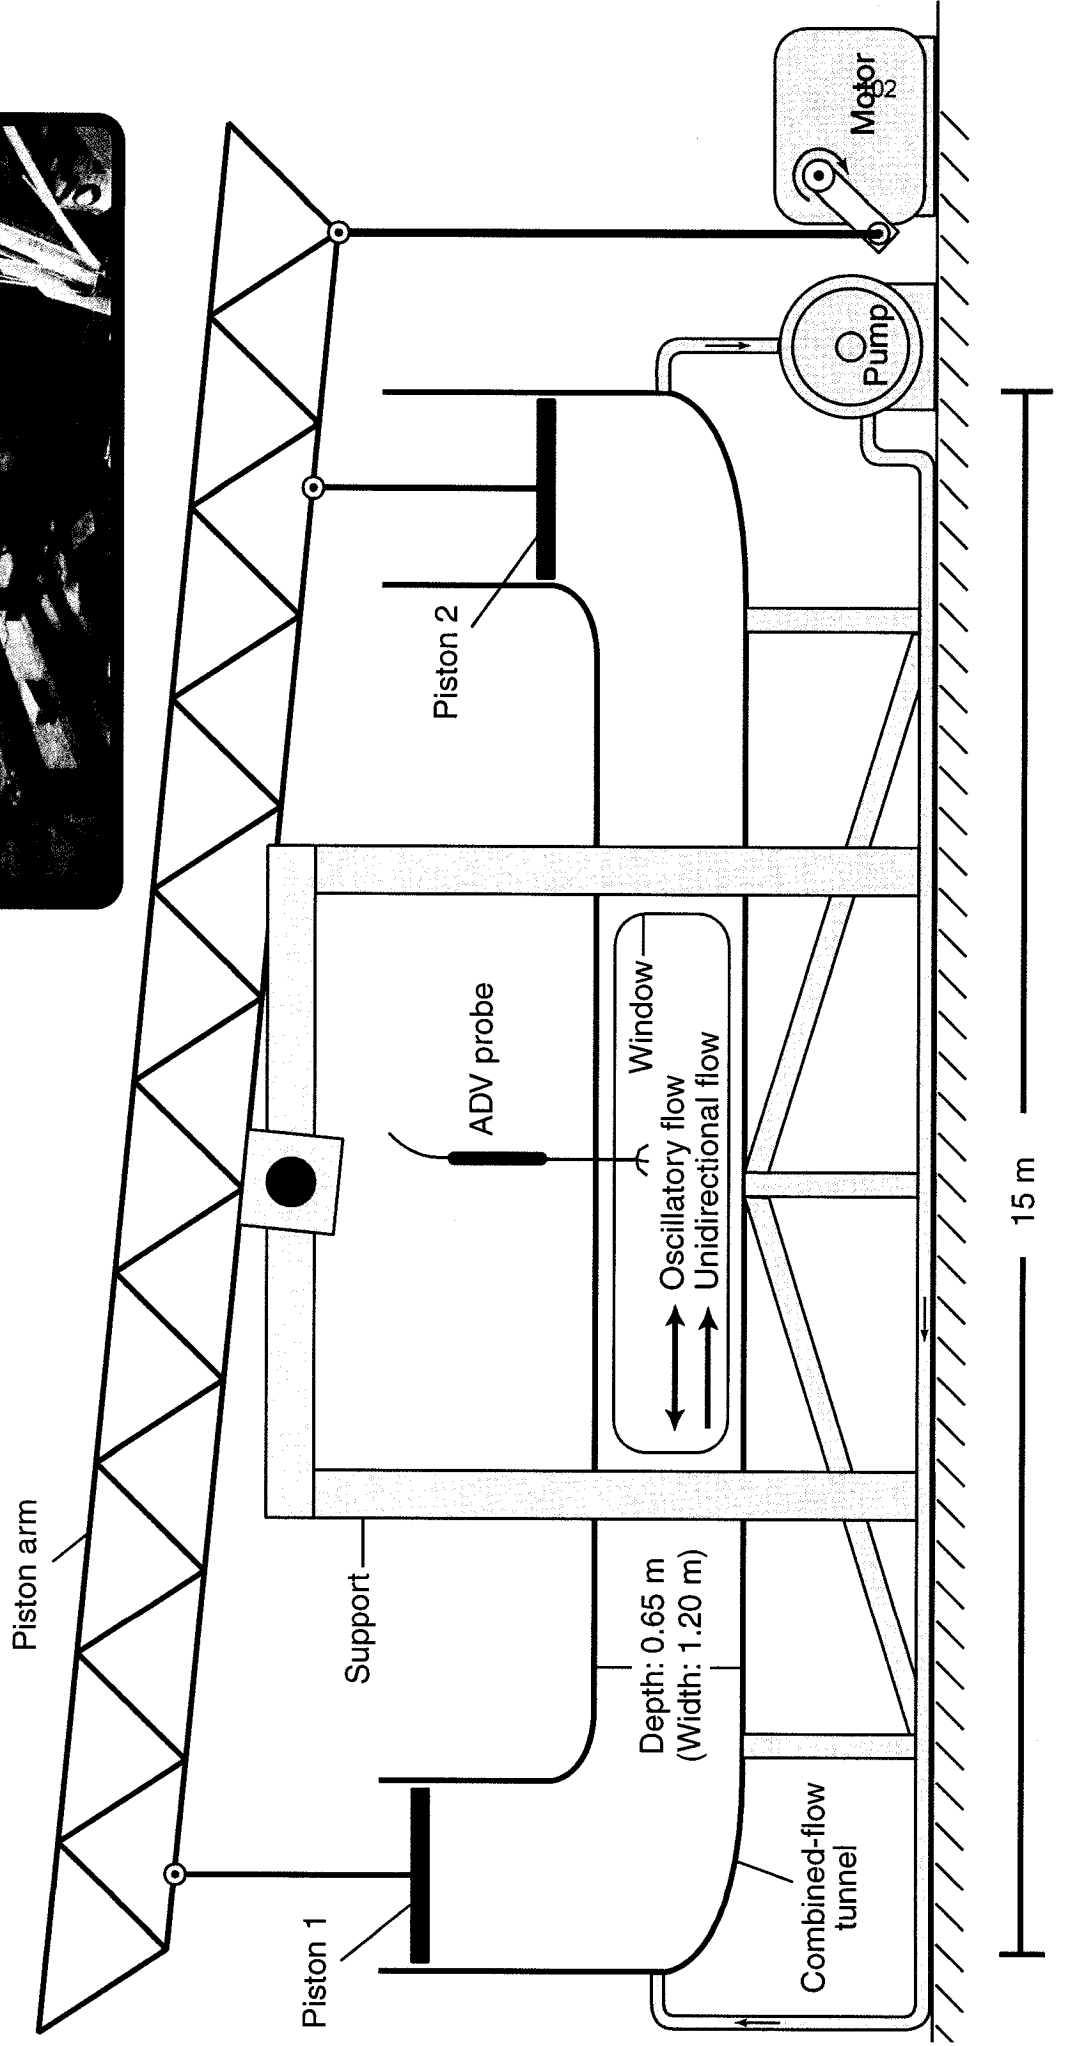 Piston arm
Piston 1
Support
Piston 2
ADV probe
Window
Oscillatory flow
Unidirectional flow
Depth: 0.65 m
(Width: 1.20 m)
Combined-flow
tunnel
Pump
Motor
102
15 m